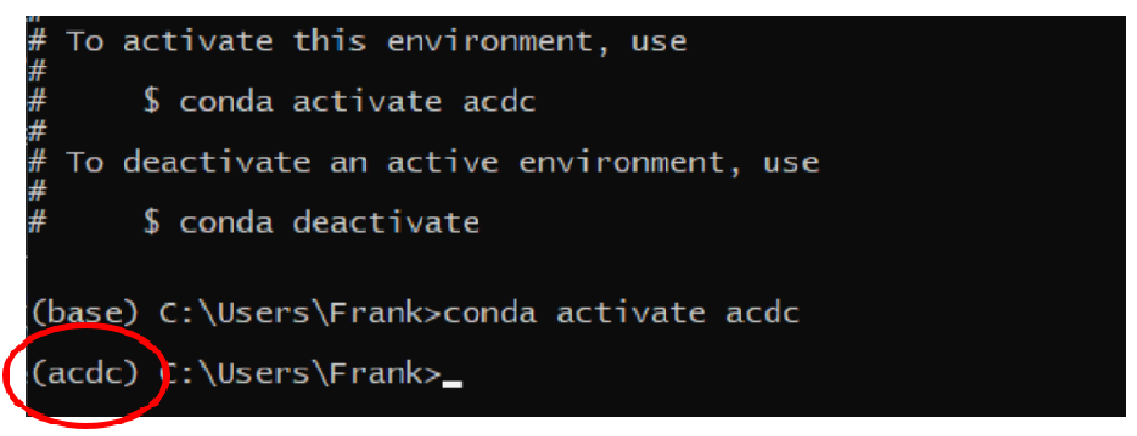 #
# To activate this environment, use
#
#     $ conda activate acdc
#
# To deactivate an active environment, use
#
#     $ conda deactivate
(base) C:\Users\Frank>conda activate acdc
(acdc) C:\Users\Frank>_